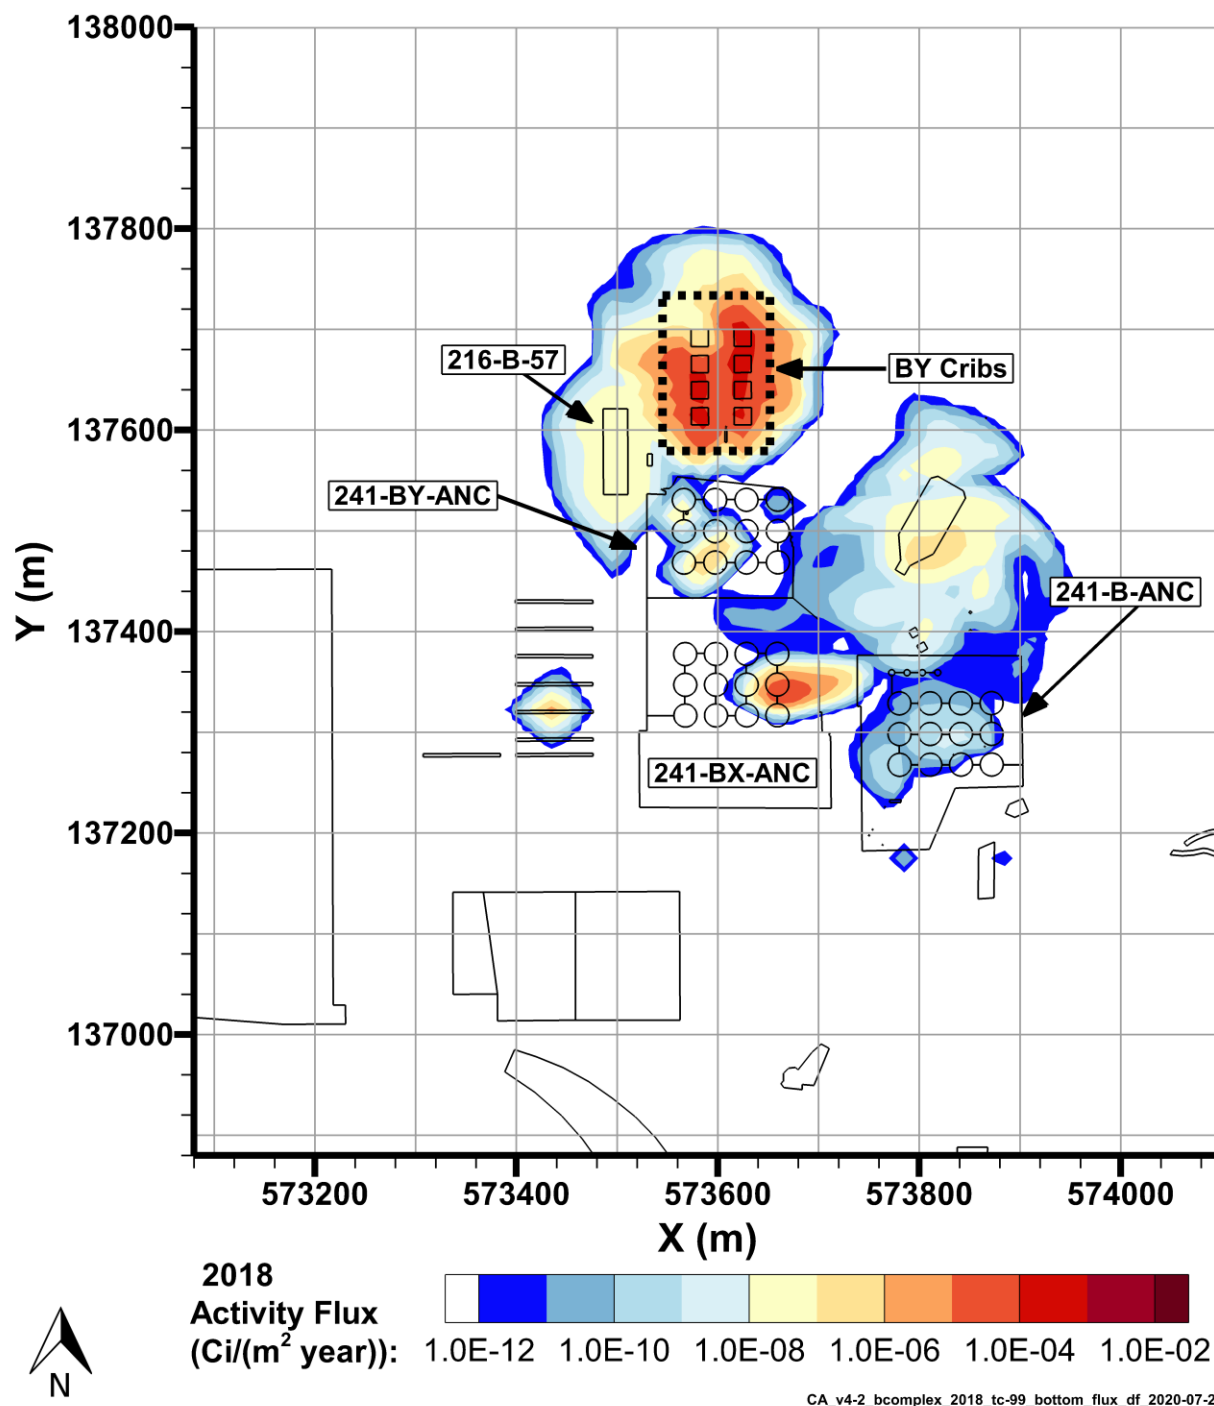 138000
137800
216-B-57
BY Cribs
137600
241-BY-ANC
241-B-ANC
Y (m)
137400
241-BX-ANC
137200
137000
573200 573400 573600 573800 574000
X (m)
2018
Activity Flux
(Ci/(m² year)):
1.0E-12 1.0E-10 1.0E-08 1.0E-06 1.0E-04 1.0E-02
N
CA_v4-2_bcomplex_2018_tc-99_bottom_flux_df_2020-07-2